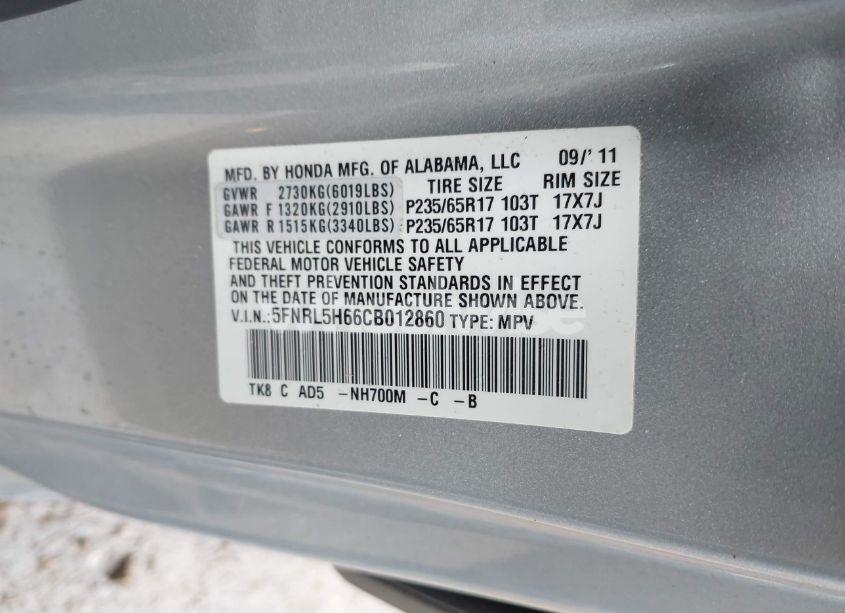 MFD. BY HONDA MFG. OF ALABAMA, LLC 09/' 11
GVWR 2730KG(6019LBS) TIRE SIZE RIM SIZE
GAWR F 1320KG(2910LBS) P235/65R17 103T 17X7J
GAWR R 1515KG(3340LBS) P235/65R17 103T 17X7J
THIS VEHICLE CONFORMS TO ALL APPLICABLE
FEDERAL MOTOR VEHICLE SAFETY
AND THEFT PREVENTION STANDARDS IN EFFECT
ON THE DATE OF MANUFACTURE SHOWN ABOVE.
V.I.N.:5FNRL5H66CB012860 TYPE: MPV
TK8 C AD5 -NH700M -C -B